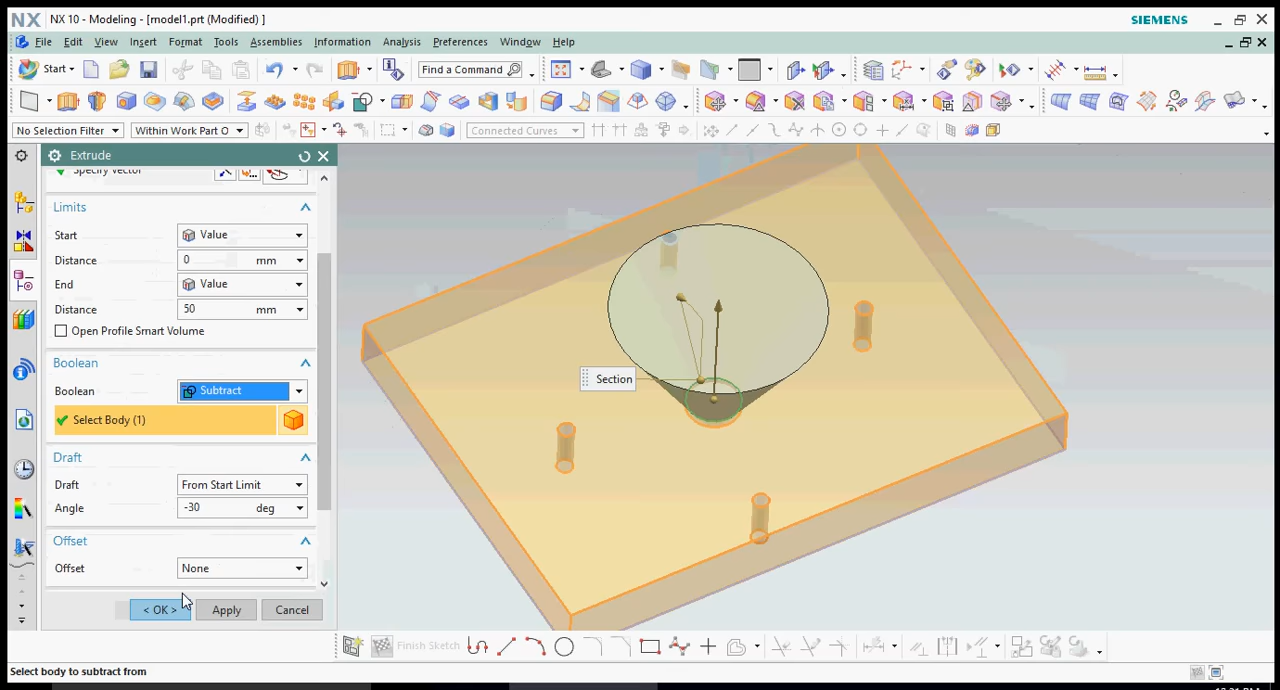 NX NX 10 - Modeling - [model1.prt (Modified) ] SIEMENS
File Edit View Insert Format Tools Assemblies Information Analysis Preferences Window Help
Start Find a Command
No Selection Filter Within Work Part O Connected Curves
Extrude
Specify Vector
Limits
Start Value
Distance 0 mm
End Value
Distance 50 mm
Open Profile Smart Volume
Boolean
Boolean Subtract
Select Body (1)
Draft
Draft From Start Limit
Angle -30 deg
Offset
Offset None
< OK > Apply Cancel
Section
Finish Sketch
Select body to subtract from